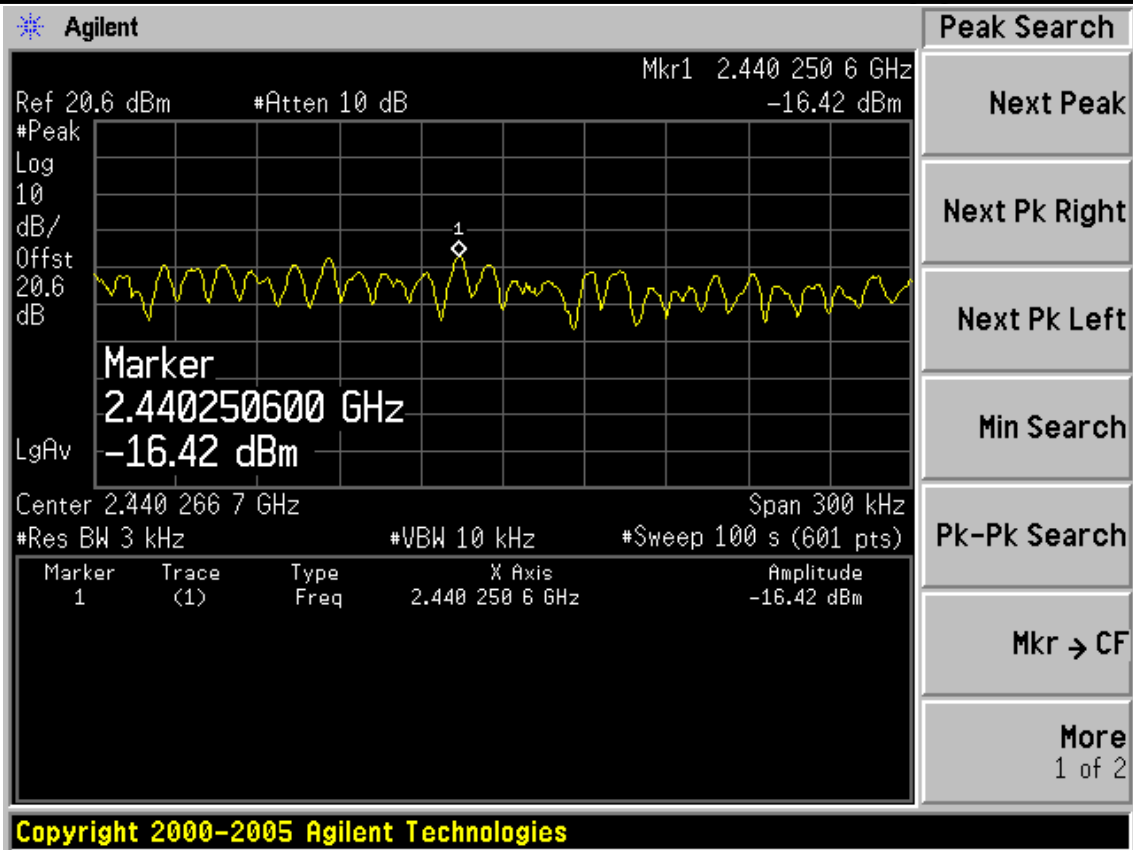 Agilent
Peak Search
Mkr1 2.440 250 6 GHz
Ref 20.6 dBm #Atten 10 dB -16.42 dBm
#Peak
Log
10
dB/
Offst
20.6
dB
1
Marker
2.440250600 GHz
-16.42 dBm
LgAv
Center 2.440 266 7 GHz Span 300 kHz
#Res BW 3 kHz #VBW 10 kHz #Sweep 100 s (601 pts)
Marker Trace Type X Axis Amplitude
1 (1) Freq 2.440 250 6 GHz -16.42 dBm
Next Peak
Next Pk Right
Next Pk Left
Min Search
Pk-Pk Search
Mkr → CF
More
1 of 2
Copyright 2000-2005 Agilent Technologies